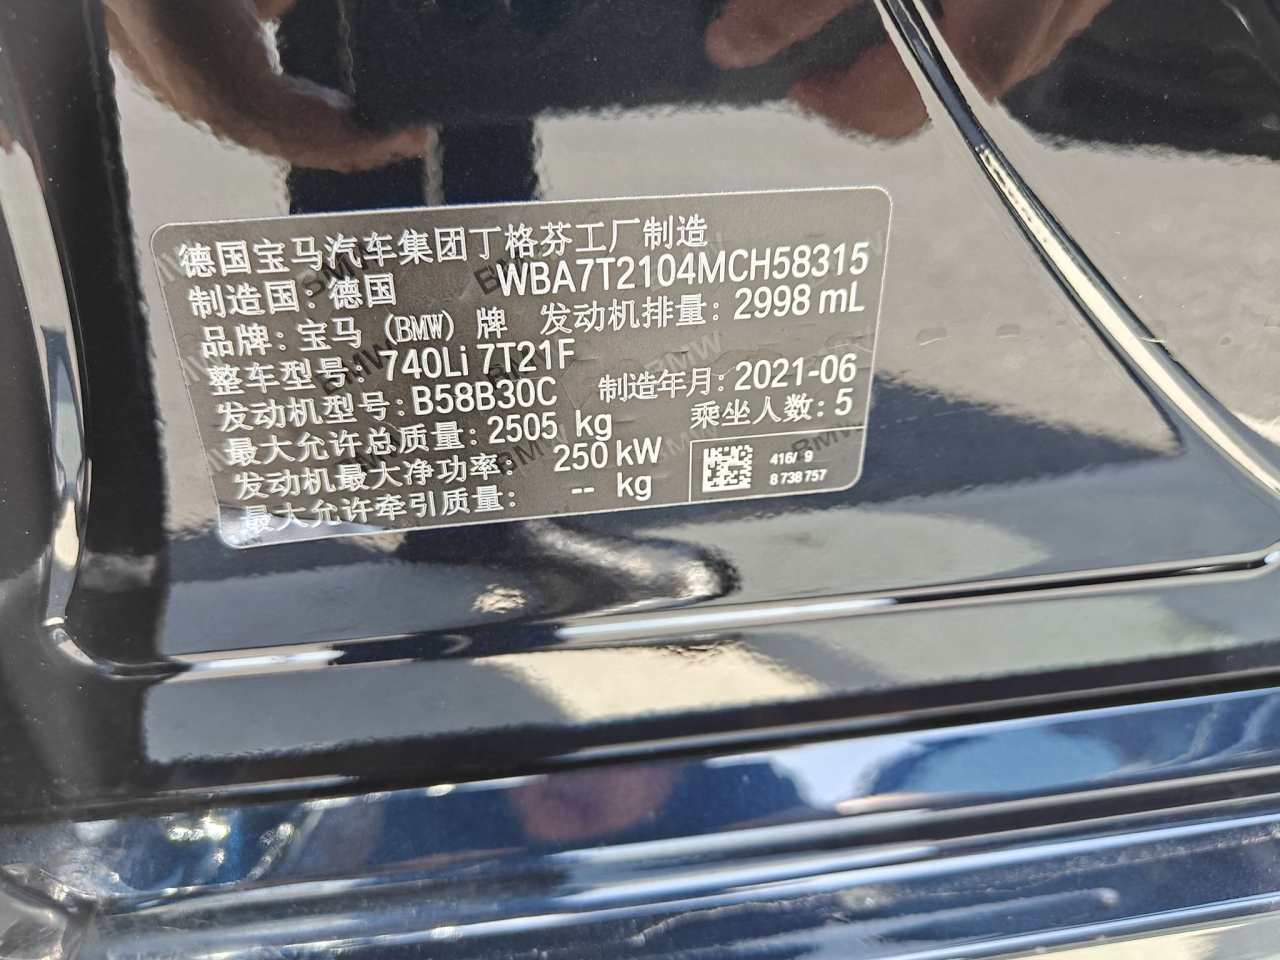 德国宝马汽车集团丁格芬工厂制造
制造国：德国 WBA7T2104MCH58315
品牌：宝马 (BMW) 牌 发动机排量：2998 mL
整车型号：740Li 7T21F
发动机型号：B58B30C 制造年月：2021-06
最大允许总质量：2505 kg 乘坐人数：5
发动机最大净功率：250 kW
最大允许牵引质量：-- kg
416/ 9
8 738 757